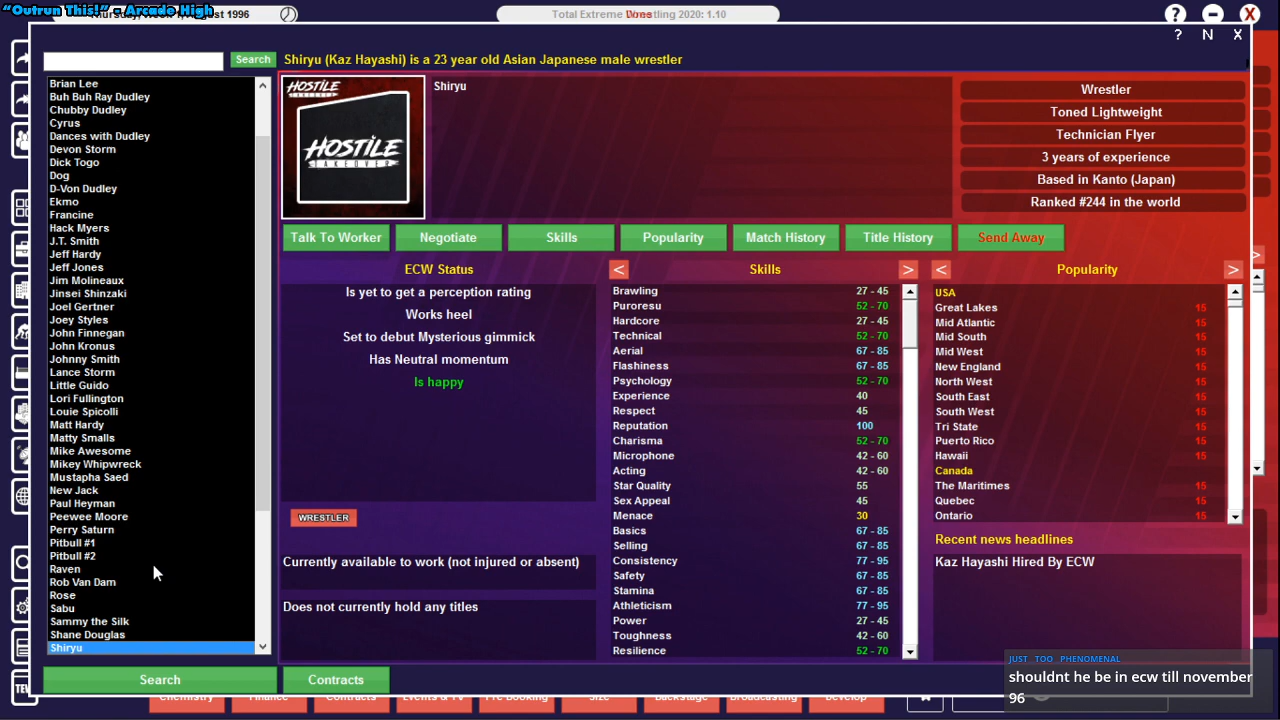 "Outrun This!" - Arcade High
Total Extreme Wrestling 2020: 1.10
? N X
Search
Shiryu (Kaz Hayashi) is a 23 year old Asian Japanese male wrestler
Brian Lee
Buh Buh Ray Dudley
Chubby Dudley
Cyrus
Dances with Dudley
Devon Storm
Dick Togo
Dog
D-Von Dudley
Ekmo
Francine
Hack Myers
J.T. Smith
Jeff Hardy
Jeff Jones
Jim Molineaux
Jinsei Shinzaki
Joel Gertner
Joey Styles
John Finnegan
John Kronus
Johnny Smith
Lance Storm
Little Guido
Lori Fullington
Louie Spicolli
Matt Hardy
Matty Smalls
Mike Awesome
Mikey Whipwreck
Mustapha Saed
New Jack
Paul Heyman
Peewee Moore
Perry Saturn
Pitbull #1
Pitbull #2
Raven
Rob Van Dam
Rose
Sabu
Sammy the Silk
Shane Douglas
Shiryu
Search
Contracts
HOSTILE
TAKEOVER
HOSTILE
TAKEOVER
Shiryu
Wrestler
Toned Lightweight
Technician Flyer
3 years of experience
Based in Kanto (Japan)
Ranked #244 in the world
Talk To Worker
Negotiate
Skills
Popularity
Match History
Title History
Send Away
ECW Status
Is yet to get a perception rating
Works heel
Set to debut Mysterious gimmick
Has Neutral momentum
Is happy
WRESTLER
Currently available to work (not injured or absent)
Does not currently hold any titles
< Skills >
Brawling 27 - 45
Puroresu 52 - 70
Hardcore 27 - 45
Technical 52 - 70
Aerial 67 - 85
Flashiness 67 - 85
Psychology 52 - 70
Experience 40
Respect 45
Reputation 100
Charisma 52 - 70
Microphone 42 - 60
Acting 42 - 60
Star Quality 55
Sex Appeal 45
Menace 30
Basics 67 - 85
Selling 67 - 85
Consistency 77 - 95
Safety 67 - 85
Stamina 67 - 85
Athleticism 77 - 95
Power 27 - 45
Toughness 42 - 60
Resilience 52 - 70
< Popularity >
USA
Great Lakes 15
Mid Atlantic 15
Mid South 15
Mid West 15
New England 15
North West 15
South East 15
South West 15
Tri State 15
Puerto Rico 15
Hawaii 15
Canada
The Maritimes 15
Quebec 15
Ontario 15
Recent news headlines
Kaz Hayashi Hired By ECW
JUST_TOO_PHENOMENAL
shouldnt he be in ecw till november
96